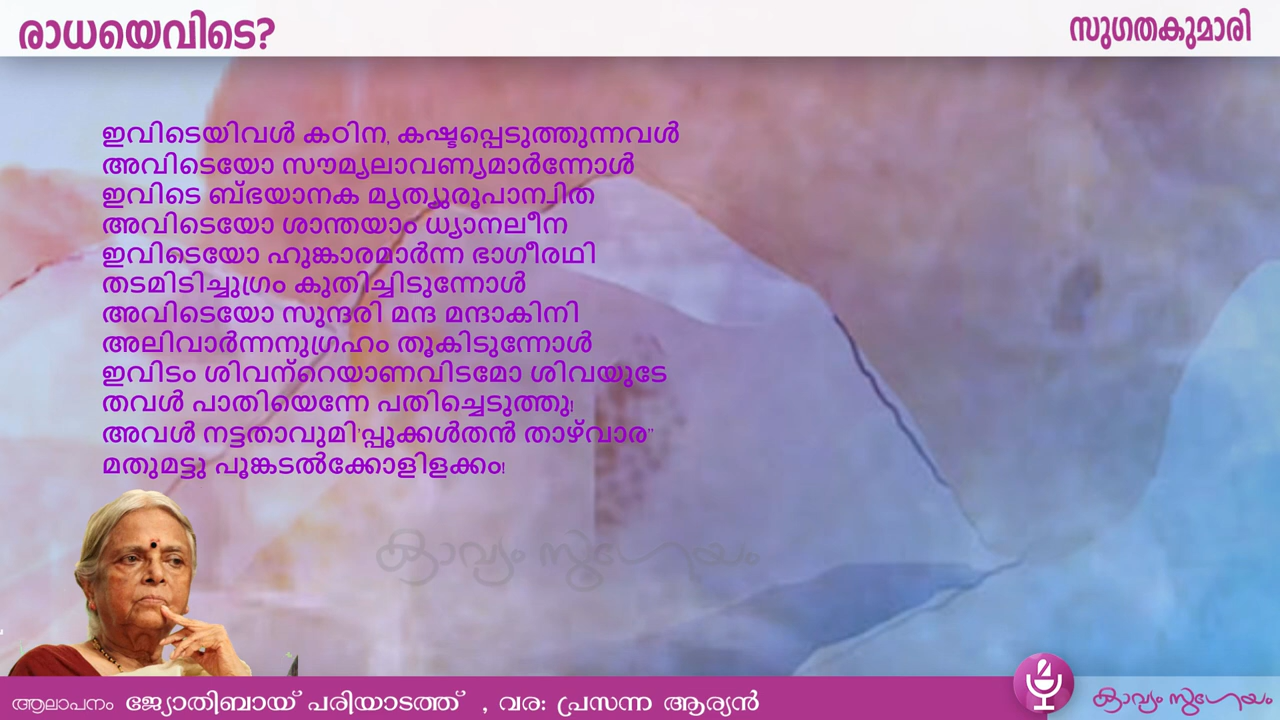 രാധയെവിടെ?
സുഗതകുമാരി
ഇവിടെയിവൾ കഠിന, കഷ്ടപ്പെടുത്തുന്നവൾ
അവിടെയോ സൗമ്യലാവണ്യമാർന്നോൾ
ഇവിടെ ബ്ഭയാനക മൃത്യുരൂപാന്വിത
അവിടെയോ ശാന്തയാം ധ്യാനലീന
ഇവിടെയോ ഹുങ്കാരമാർന്ന ഭാഗീരഥി
തടമിടിച്ചുഗ്രം കുതിച്ചിടുന്നോൾ
അവിടെയോ സുന്ദരി മന്ദ മന്ദാകിനി
അലിവാർന്നനുഗ്രഹം തൂകിടുന്നോൾ
ഇവിടം ശിവന്റെയാണവിടമോ ശിവയുടേ
തവൾ പാതിയെന്നേ പതിച്ചെടുത്തു!
അവൾ നട്ടതാവുമി'പ്പൂക്കൾതൻ താഴ്‌വാര"
മതുമട്ടു പൂങ്കടൽക്കോളിളക്കം!
കാവ്യം സുഗേയം
ആലാപനം ജ്യോതിബായ് പരിയാടത്ത് , വര: പ്രസന്ന ആര്യൻ
കാവ്യം സുഗേയം